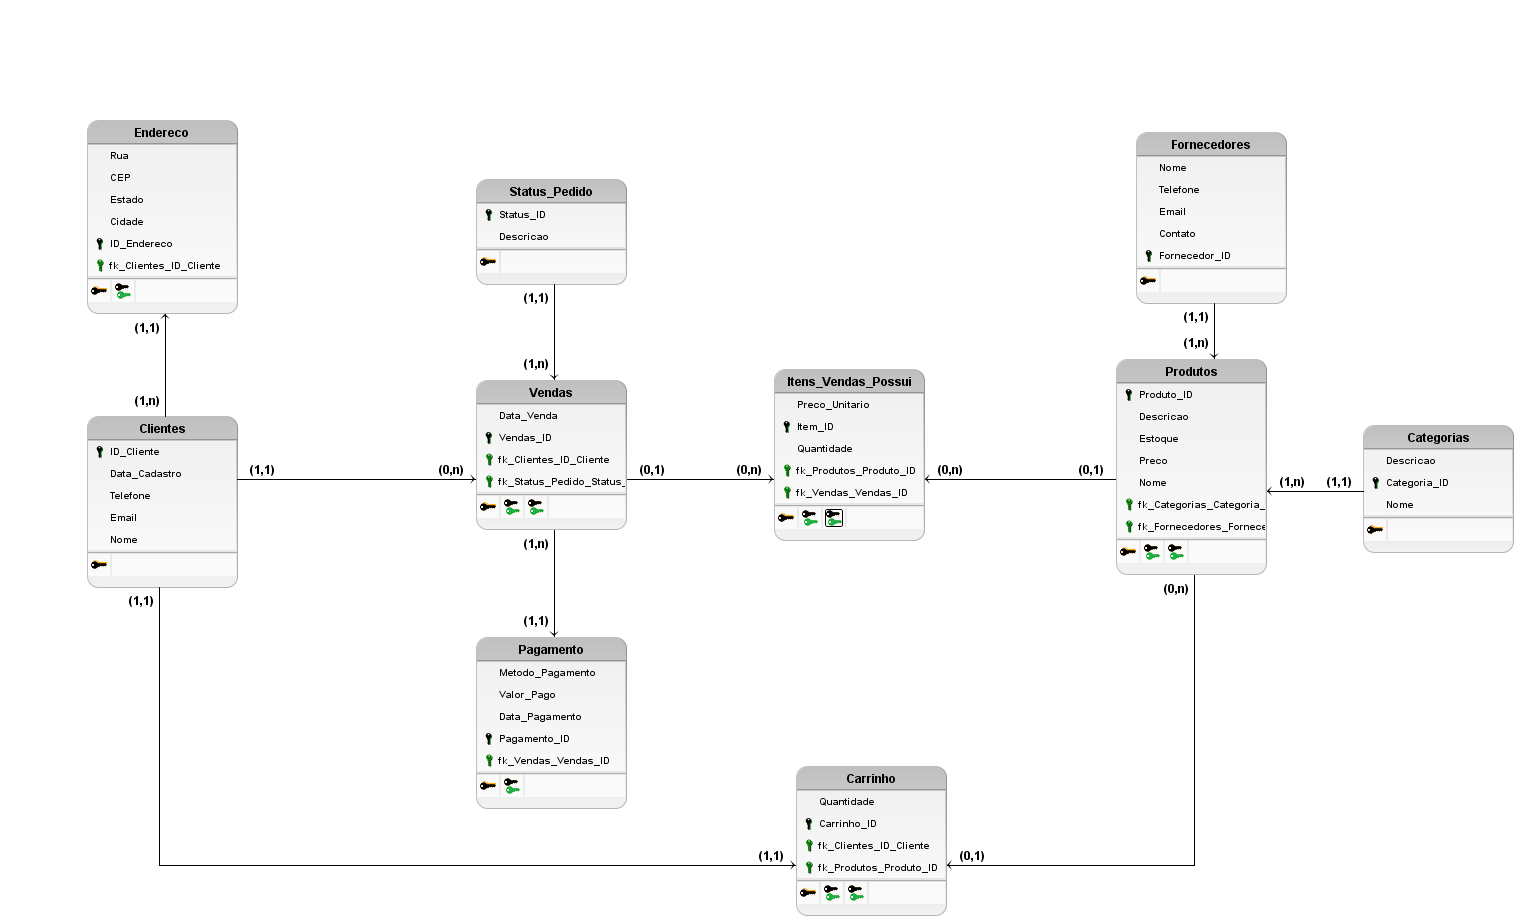 Endereco
Rua
CEP
Estado
Cidade
ID_Endereco
fk_Clientes_ID_Cliente
(1,1)
(1,n)
Clientes
ID_Cliente
Data_Cadastro
Telefone
Email
Nome
(1,1)
(0,n)
(1,1)
(1,1)
Status_Pedido
Status_ID
Descricao
(1,1)
(1,n)
Vendas
Data_Venda
Vendas_ID
fk_Clientes_ID_Cliente
fk_Status_Pedido_Status_
(0,1)
(0,n)
(1,n)
(1,1)
Pagamento
Metodo_Pagamento
Valor_Pago
Data_Pagamento
Pagamento_ID
fk_Vendas_Vendas_ID
Itens_Vendas_Possui
Preco_Unitario
Item_ID
Quantidade
fk_Produtos_Produto_ID
fk_Vendas_Vendas_ID
(0,n)
(0,1)
Fornecedores
Nome
Telefone
Email
Contato
Fornecedor_ID
(1,1)
(1,n)
Produtos
Produto_ID
Descricao
Estoque
Preco
Nome
fk_Categorias_Categoria_
fk_Fornecedores_Fornece
(1,n)
(1,1)
Categorias
Descricao
Categoria_ID
Nome
(0,n)
(0,1)
Carrinho
Quantidade
Carrinho_ID
fk_Clientes_ID_Cliente
fk_Produtos_Produto_ID